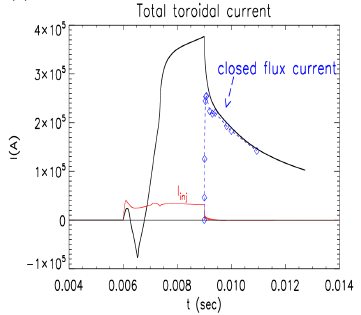 Total toroidal current
4×10⁵
3×10⁵
2×10⁵
1×10⁵
0
−1×10⁵
I(A)
closed flux current
I_inj
0.004 0.006 0.008 0.010 0.012 0.014
t (sec)